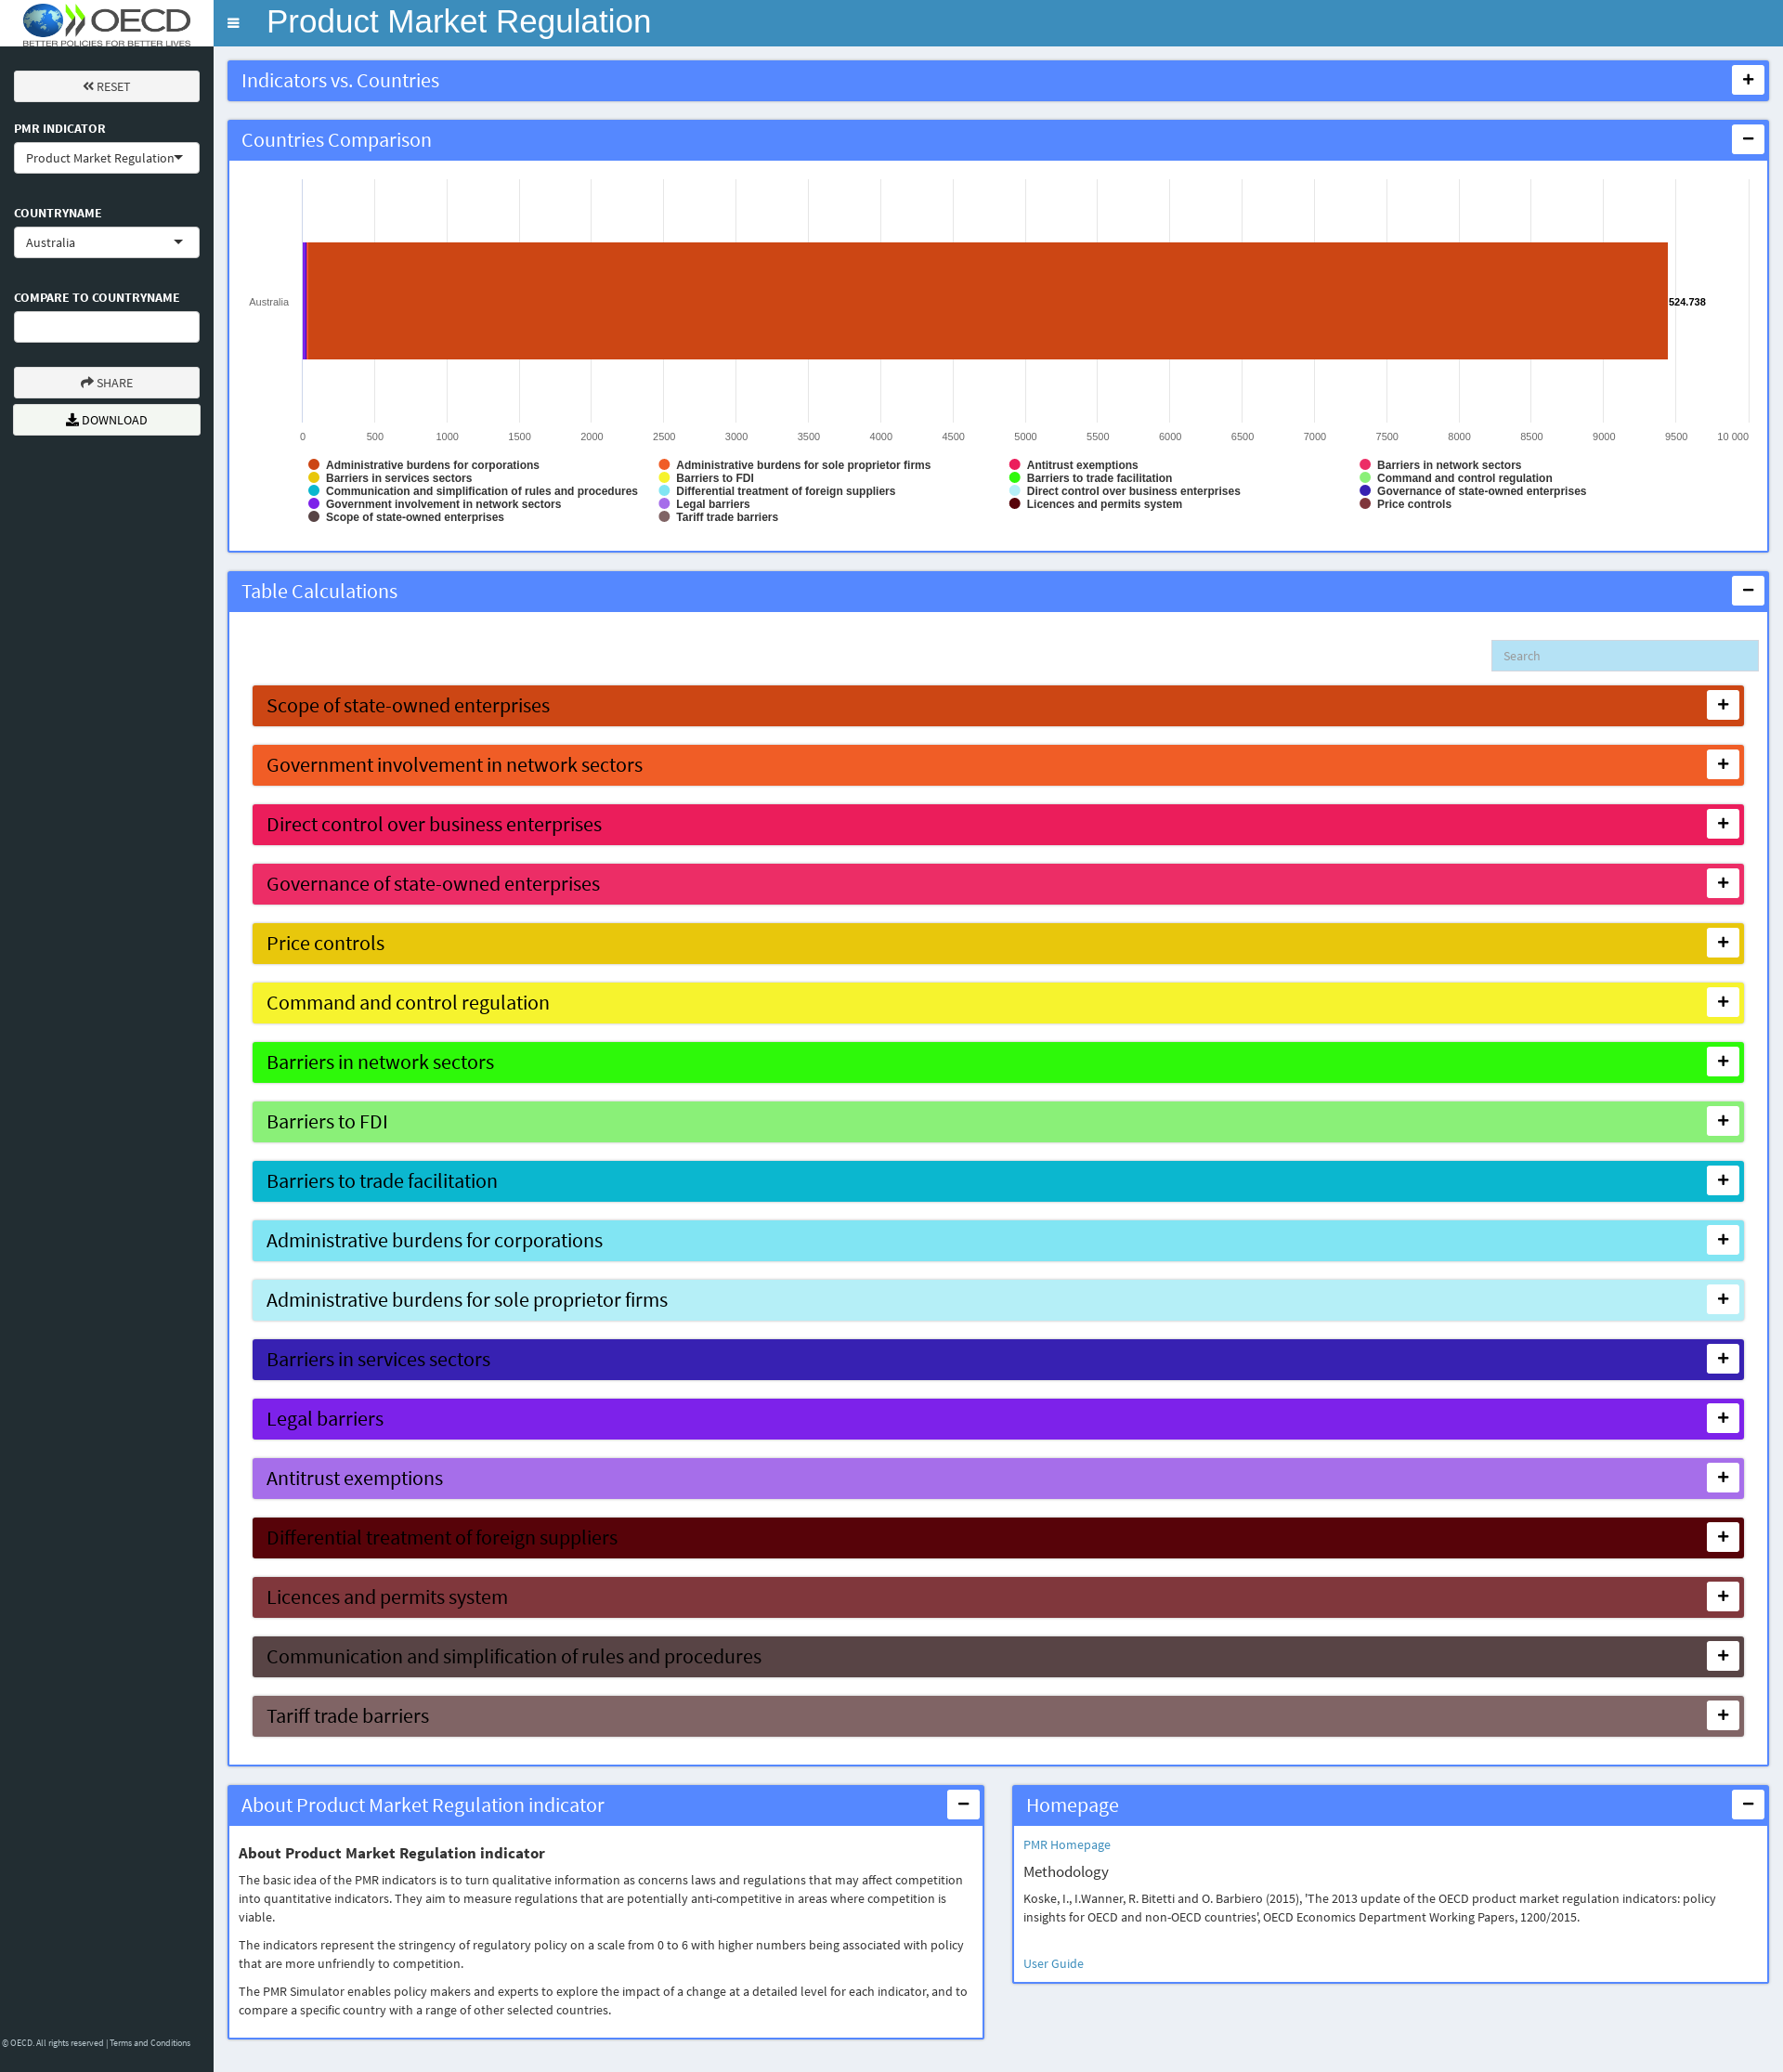 OECD
BETTER POLICIES FOR BETTER LIVES
Product Market Regulation
RESET
PMR INDICATOR
Product Market Regulation
COUNTRYNAME
Australia
COMPARE TO COUNTRYNAME
SHARE
DOWNLOAD
© OECD. All rights reserved | Terms and Conditions
Indicators vs. Countries
Countries Comparison
Australia
524.738
0 500 1000 1500 2000 2500 3000 3500 4000 4500 5000 5500 6000 6500 7000 7500 8000 8500 9000 9500 10 000
Administrative burdens for corporations Administrative burdens for sole proprietor firms Antitrust exemptions Barriers in network sectors
Barriers in services sectors Barriers to FDI Barriers to trade facilitation Command and control regulation
Communication and simplification of rules and procedures Differential treatment of foreign suppliers Direct control over business enterprises Governance of state-owned enterprises
Government involvement in network sectors Legal barriers Licences and permits system Price controls
Scope of state-owned enterprises Tariff trade barriers
Table Calculations
Search
Scope of state-owned enterprises
Government involvement in network sectors
Direct control over business enterprises
Governance of state-owned enterprises
Price controls
Command and control regulation
Barriers in network sectors
Barriers to FDI
Barriers to trade facilitation
Administrative burdens for corporations
Administrative burdens for sole proprietor firms
Barriers in services sectors
Legal barriers
Antitrust exemptions
Differential treatment of foreign suppliers
Licences and permits system
Communication and simplification of rules and procedures
Tariff trade barriers
About Product Market Regulation indicator
About Product Market Regulation indicator
The basic idea of the PMR indicators is to turn qualitative information as concerns laws and regulations that may affect competition
into quantitative indicators. They aim to measure regulations that are potentially anti-competitive in areas where competition is
viable.
The indicators represent the stringency of regulatory policy on a scale from 0 to 6 with higher numbers being associated with policy
that are more unfriendly to competition.
The PMR Simulator enables policy makers and experts to explore the impact of a change at a detailed level for each indicator, and to
compare a specific country with a range of other selected countries.
Homepage
PMR Homepage
Methodology
Koske, I., I.Wanner, R. Bitetti and O. Barbiero (2015), 'The 2013 update of the OECD product market regulation indicators: policy
insights for OECD and non-OECD countries', OECD Economics Department Working Papers, 1200/2015.
User Guide